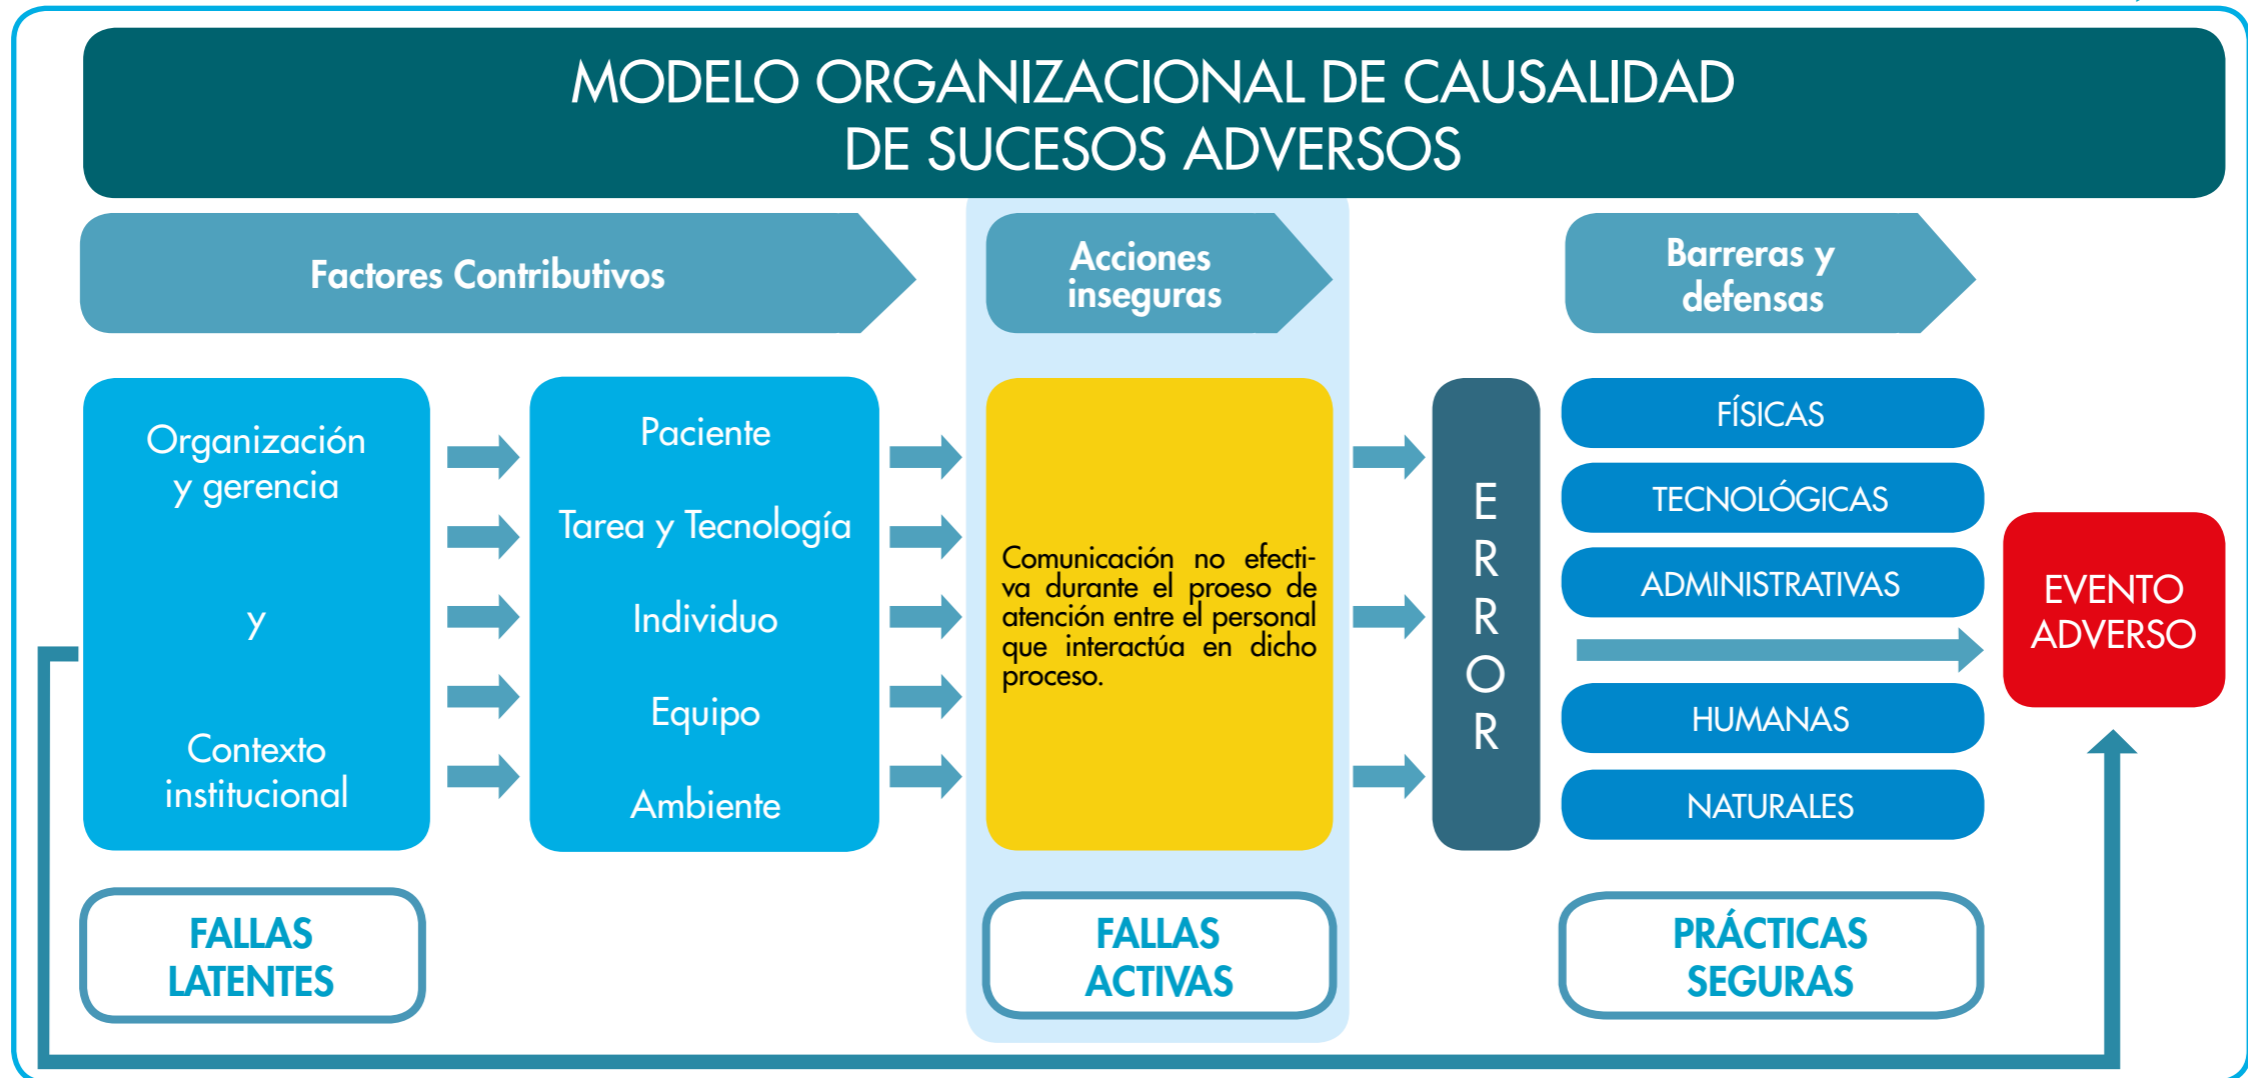 MODELO ORGANIZACIONAL DE CAUSALIDAD
DE SUCESOS ADVERSOS
Factores Contributivos
Acciones
inseguras
Barreras y
defensas
Organización
y gerencia
y
Contexto
institucional
Paciente
Tarea y Tecnología
Individuo
Equipo
Ambiente
Comunicación no efecti-
va durante el proeso de
atención entre el personal
que interactúa en dicho
proceso.
E
R
R
O
R
FÍSICAS
TECNOLÓGICAS
ADMINISTRATIVAS
HUMANAS
NATURALES
EVENTO
ADVERSO
FALLAS
LATENTES
FALLAS
ACTIVAS
PRÁCTICAS
SEGURAS